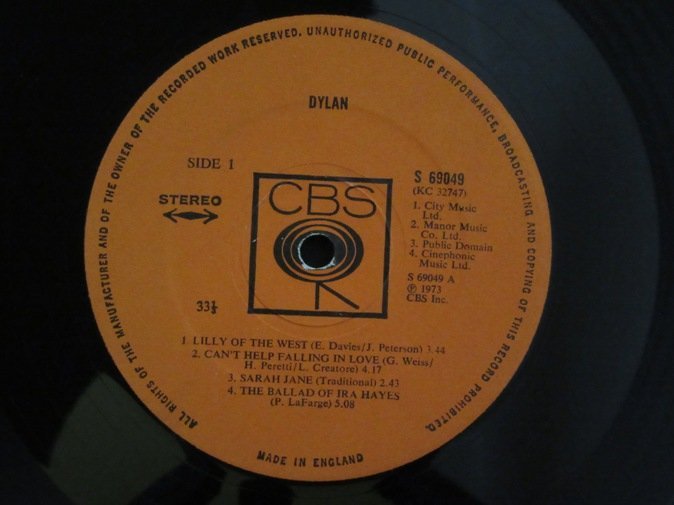 ALL RIGHTS OF THE MANUFACTURER AND OF THE OWNER OF THE RECORDED WORK RESERVED. UNAUTHORIZED PUBLIC PERFORMANCE, BROADCASTING AND COPYING OF THIS RECORD PROHIBITED.
DYLAN
SIDE 1
STEREO
33⅓
CBS
S 69049
(KC 32747)
1. City Music
Ltd.
2. Manor Music
Co. Ltd.
3. Public Domain
4. Cinephonic
Music Ltd.
S 69049 A
℗ 1973
CBS Inc.
1 LILLY OF THE WEST (E. Davies/J. Peterson) 3.44
2. CAN'T HELP FALLING IN LOVE (G. Weiss/
H. Peretti/L. Creatore) 4.17
3. SARAH JANE (Traditional) 2.43
4. THE BALLAD OF IRA HAYES
(P. LaFarge) 5.08
MADE IN ENGLAND